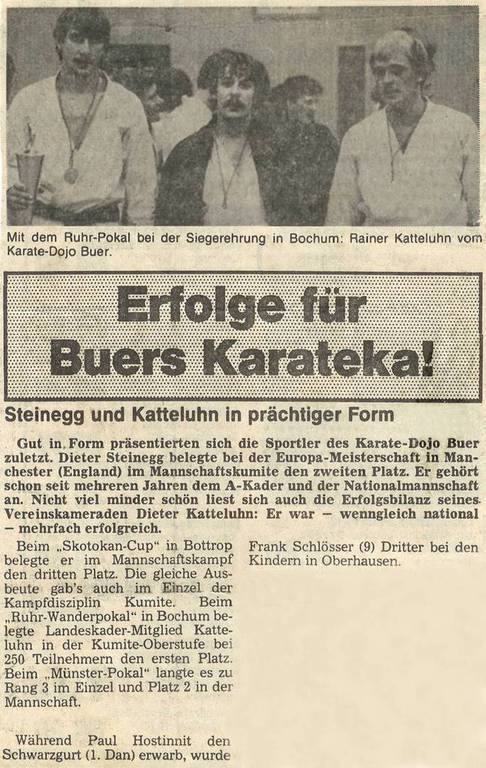 Mit dem Ruhr-Pokal bei der Siegerehrung in Bochum: Rainer Katteluhn vom
Karate-Dojo Buer.
Erfolge für
Buers Karateka!
Steinegg und Katteluhn in prächtiger Form
Gut in Form präsentierten sich die Sportler des Karate-Dojo Buer
zuletzt. Dieter Steinegg belegte bei der Europa-Meisterschaft in Man-
chester (England) im Mannschaftskumite den zweiten Platz. Er gehört
schon seit mehreren Jahren dem A-Kader und der Nationalmannschaft
an. Nicht viel minder schön liest sich auch die Erfolgsbilanz seines
Vereinskameraden Dieter Katteluhn: Er war — wenngleich national
— mehrfach erfolgreich.
Beim „Skotokan-Cup" in Bottrop
belegte er im Mannschaftskampf
den dritten Platz. Die gleiche Aus-
beute gab's auch im Einzel der
Kampfdisziplin Kumite. Beim
„Ruhr-Wanderpokal" in Bochum be-
legte Landeskader-Mitglied Katte-
luhn in der Kumite-Oberstufe bei
250 Teilnehmern den ersten Platz.
Beim „Münster-Pokal" langte es zu
Rang 3 im Einzel und Platz 2 in der
Mannschaft.
Während Paul Hostinnit den
Schwarzgurt (1. Dan) erwarb, wurde
Frank Schlösser (9) Dritter bei den
Kindern in Oberhausen.